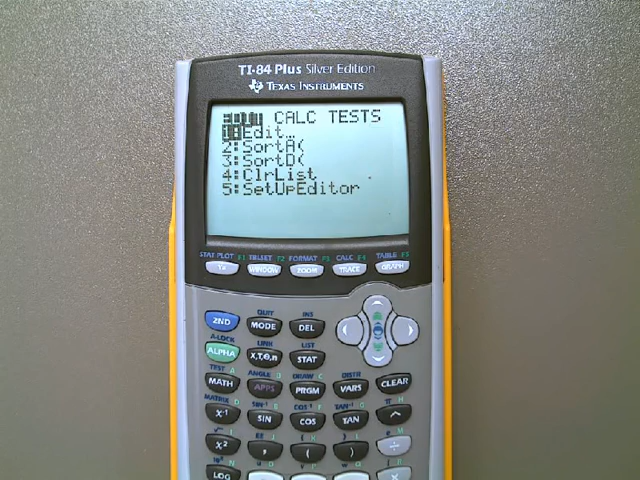 TI-84 Plus Silver Edition
TEXAS INSTRUMENTS
EDIT CALC TESTS
1:Edit…
2:SortA(
3:SortD(
4:ClrList
5:SetUpEditor
STAT PLOT F1 TBLSET F2 FORMAT F3 CALC F4 TABLE F5
Y= WINDOW ZOOM TRACE GRAPH
QUIT INS
2ND MODE DEL
A-LOCK LINK LIST
ALPHA X,T,Θ,n STAT
TEST A ANGLE B DRAW C DISTR
MATH APPS PRGM VARS CLEAR
MATRIX D SIN⁻¹ E COS⁻¹ F TAN⁻¹ G π H
X⁻¹ SIN COS TAN ^
√ I EE J { K } L e M
X² , ( ) ÷
10ˣ N
LOG